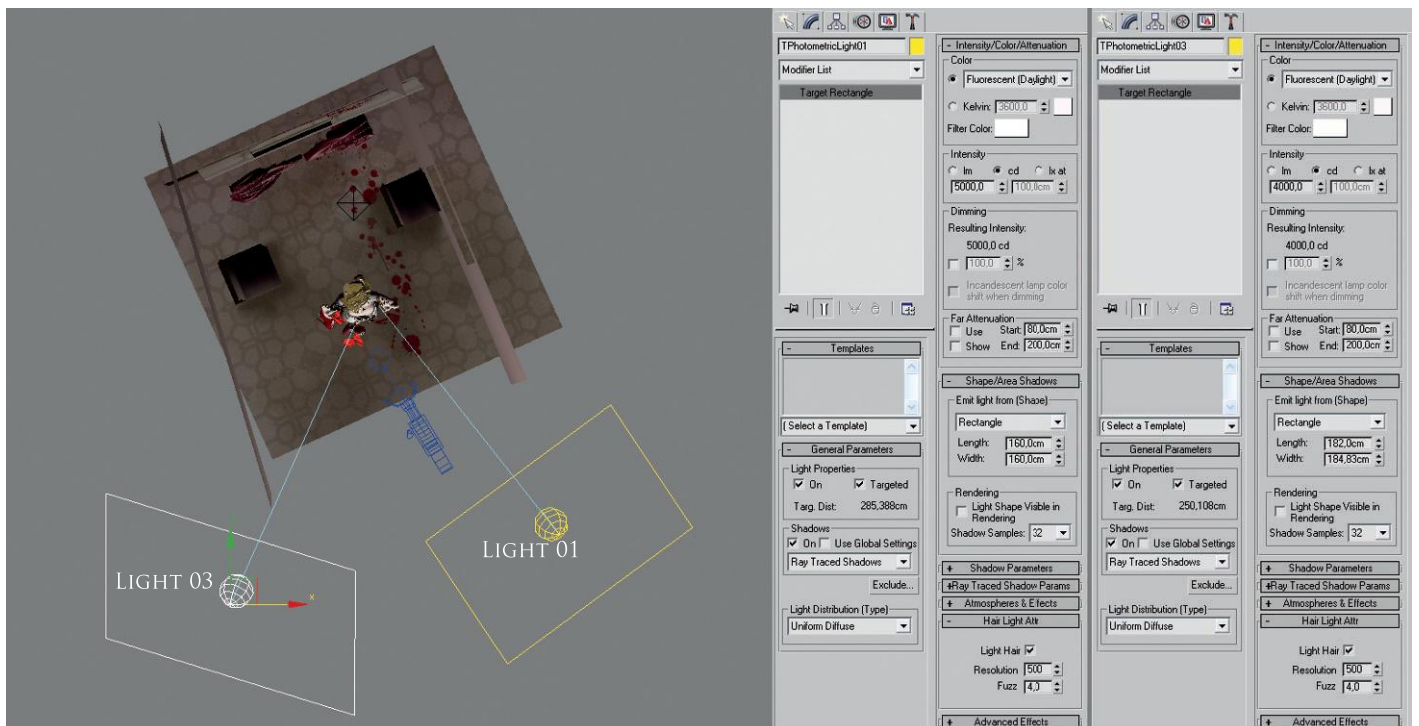 LIGHT 01
LIGHT 03
x
TPhotometricLight01
Modifier List
Target Rectangle
Templates
( Select a Template)
General Parameters
Light Properties
On Targeted
Targ. Dist: 285,388cm
Shadows
On Use Global Settings
Ray Traced Shadows
Exclude...
Light Distribution (Type)
Uniform Diffuse
- Intensity/Color/Attenuation
Color
Fluorescent (Daylight)
Kelvin: 3600,0
Filter Color:
Intensity
lm cd lx at
5000,0 100,0cm
Dimming
Resulting Intensity:
5000,0 cd
100,0 %
Incandescent lamp color
shift when dimming
Far Attenuation
Use Start: 80,0cm
Show End: 200,0cm
- Shape/Area Shadows
Emit light from (Shape)
Rectangle
Length: 160,0cm
Width: 160,0cm
Rendering
Light Shape Visible in
Rendering
Shadow Samples: 32
+ Shadow Parameters
+Ray Traced Shadow Params
+ Atmospheres & Effects
- Hair Light Attr
Light Hair
Resolution 500
Fuzz 4,0
+ Advanced Effects
TPhotometricLight03
Modifier List
Target Rectangle
- Templates
( Select a Template)
- General Parameters
Light Properties
On Targeted
Targ. Dist: 250,108cm
Shadows
On Use Global Settings
Ray Traced Shadows
Exclude...
Light Distribution (Type)
Uniform Diffuse
- Intensity/Color/Attenuation
Color
Fluorescent (Daylight)
Kelvin: 3600,0
Filter Color:
Intensity
lm cd lx at
4000,0 100,0cm
Dimming
Resulting Intensity:
4000,0 cd
100,0 %
Incandescent lamp color
shift when dimming
Far Attenuation
Use Start: 80,0cm
Show End: 200,0cm
- Shape/Area Shadows
Emit light from (Shape)
Rectangle
Length: 182,0cm
Width: 184,83cm
Rendering
Light Shape Visible in
Rendering
Shadow Samples: 32
+ Shadow Parameters
+Ray Traced Shadow Params
+ Atmospheres & Effects
- Hair Light Attr
Light Hair
Resolution 500
Fuzz 4,0
+ Advanced Effects